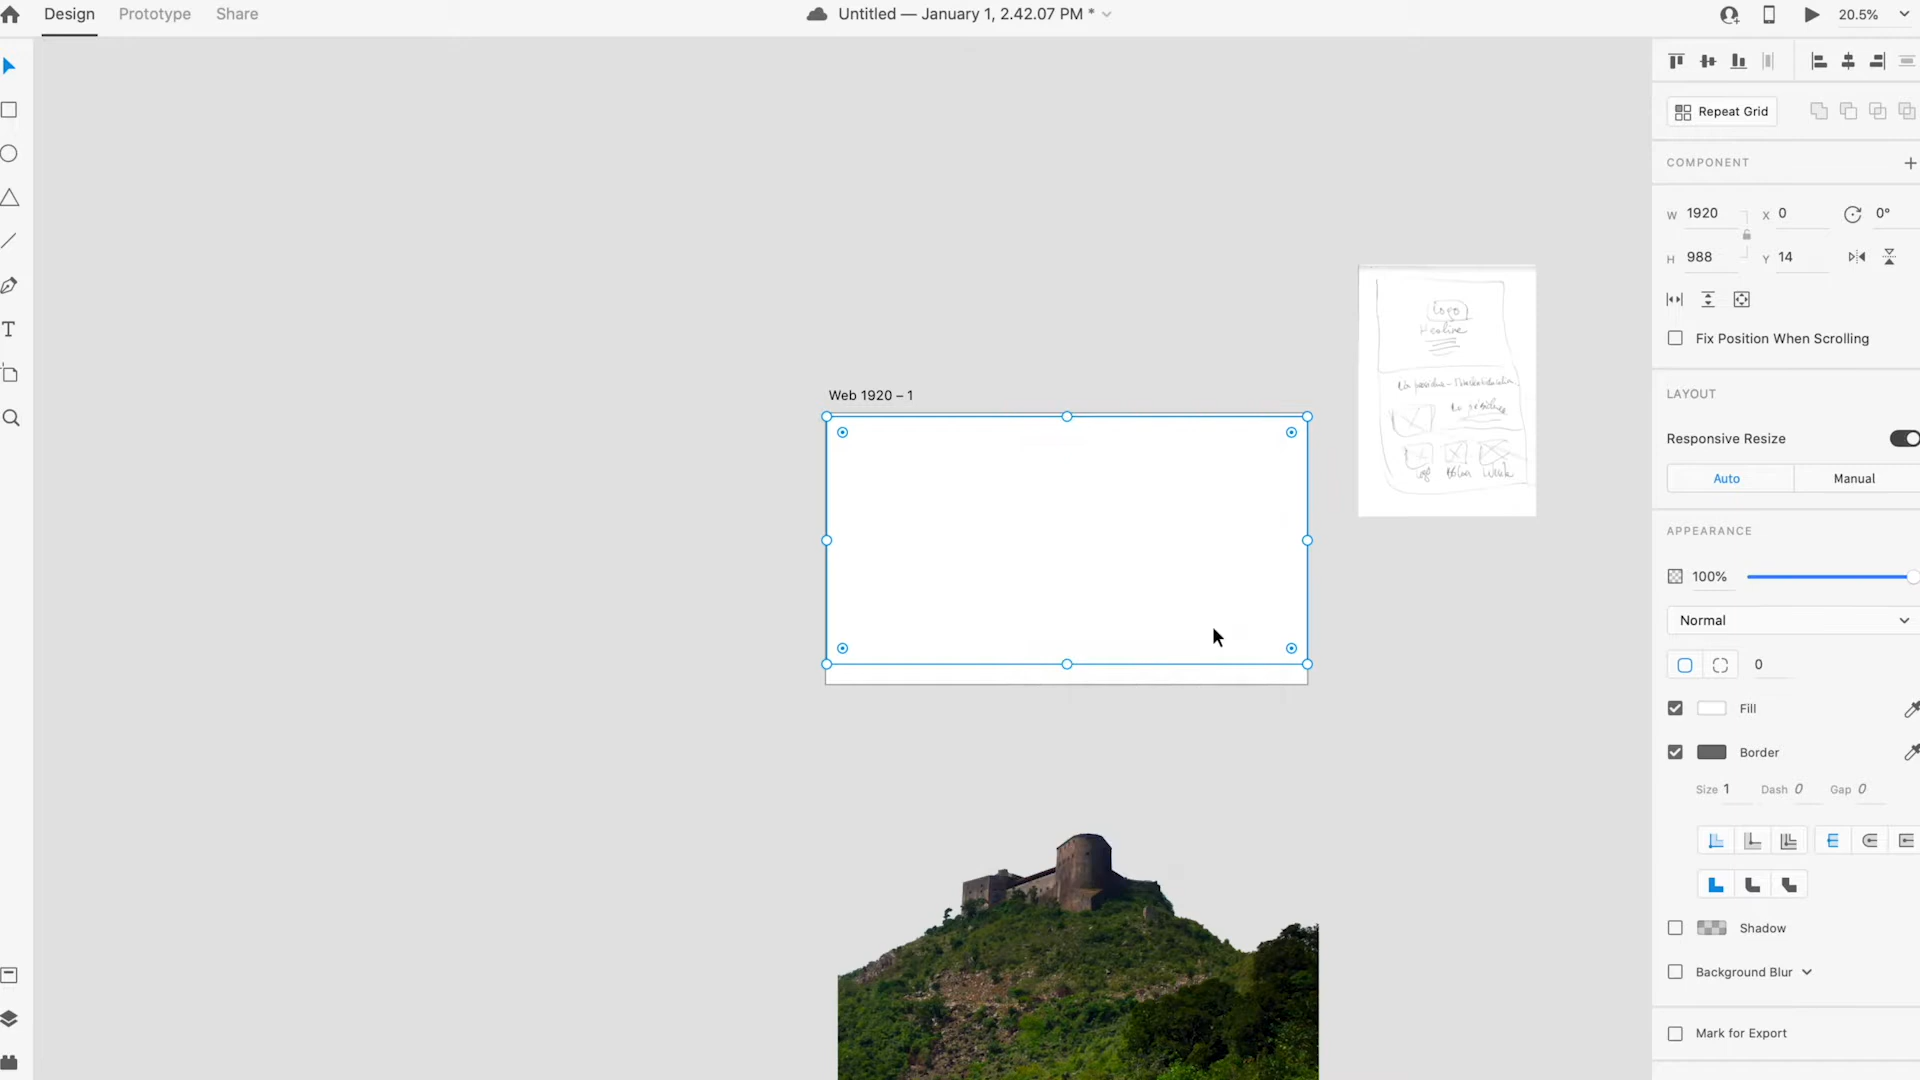 Design Prototype Share
Untitled — January 1, 2.42.07 PM *
20.5%
Repeat Grid
COMPONENT
W 1920 X 0 0°
H 988 Y 14
Fix Position When Scrolling
LAYOUT
Responsive Resize
Auto Manual
APPEARANCE
100%
Normal
0
Fill
Border
Size 1 Dash 0 Gap 0
Shadow
Background Blur
Mark for Export
T
Web 1920 – 1
Logo